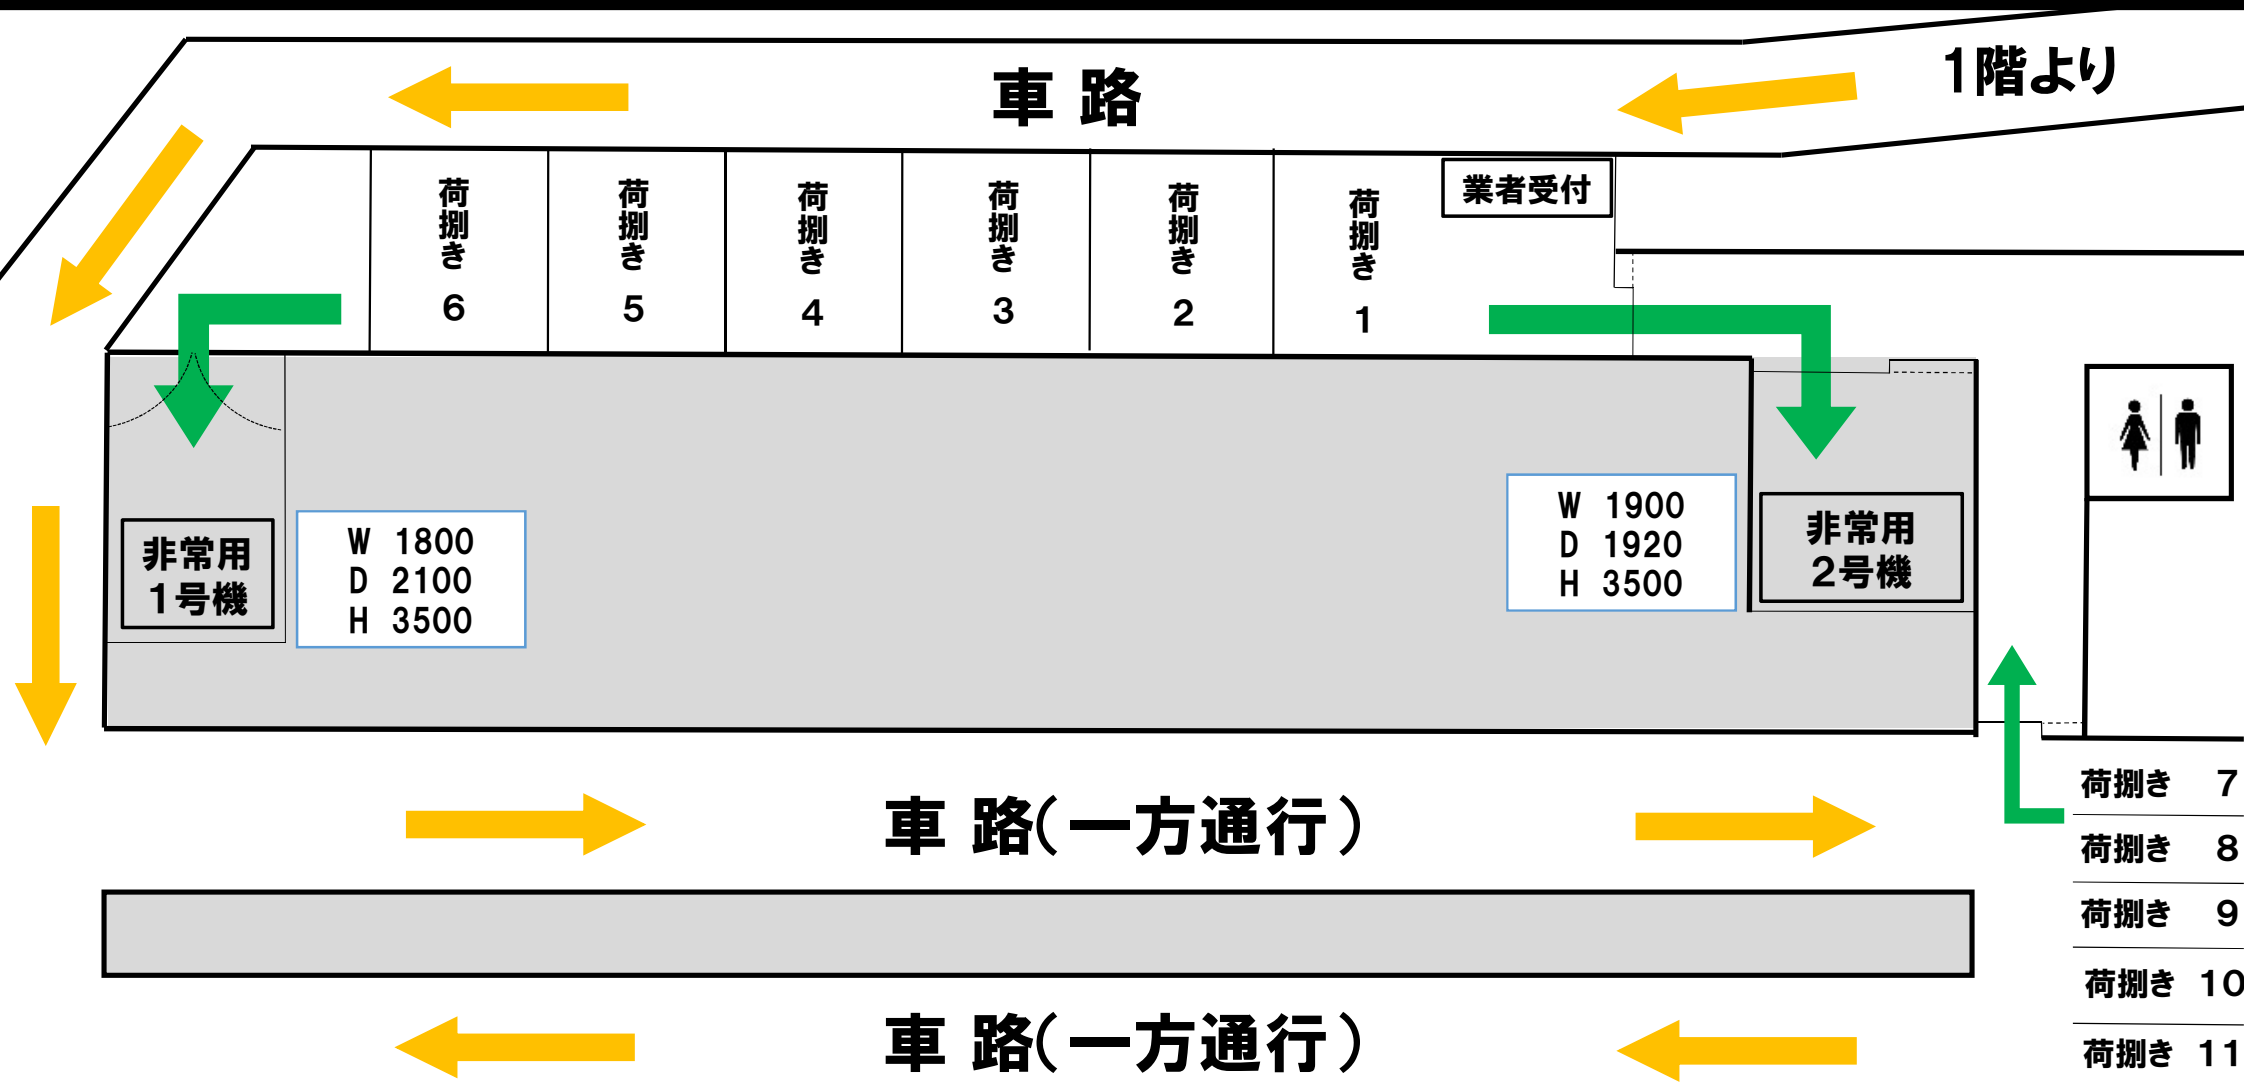 1階より
車 路
業者受付
荷捌き 6
荷捌き 5
荷捌き 4
荷捌き 3
荷捌き 2
荷捌き 1
非常用
1号機
W 1800
D 2100
H 3500
W 1900
D 1920
H 3500
非常用
2号機
車 路(一方通行)
荷捌き 7
荷捌き 8
荷捌き 9
荷捌き 10
荷捌き 11
車 路(一方通行)